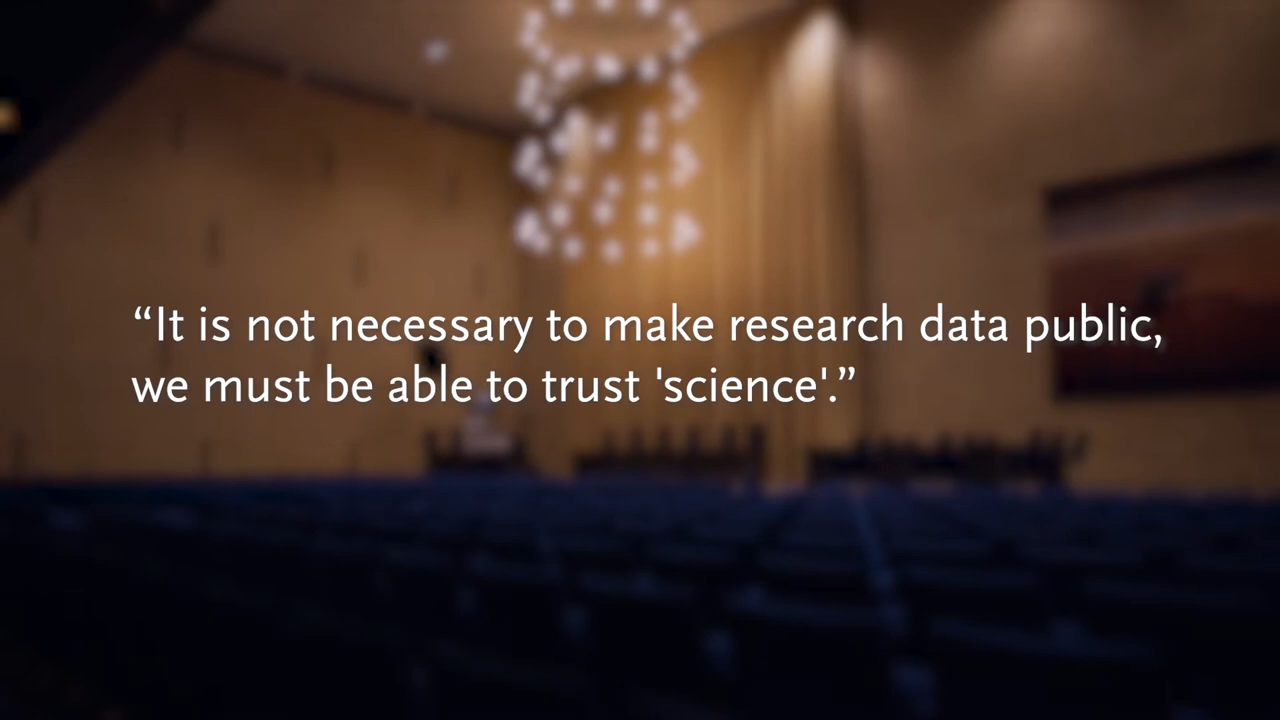 “It is not necessary to make research data public,
we must be able to trust 'science'.”